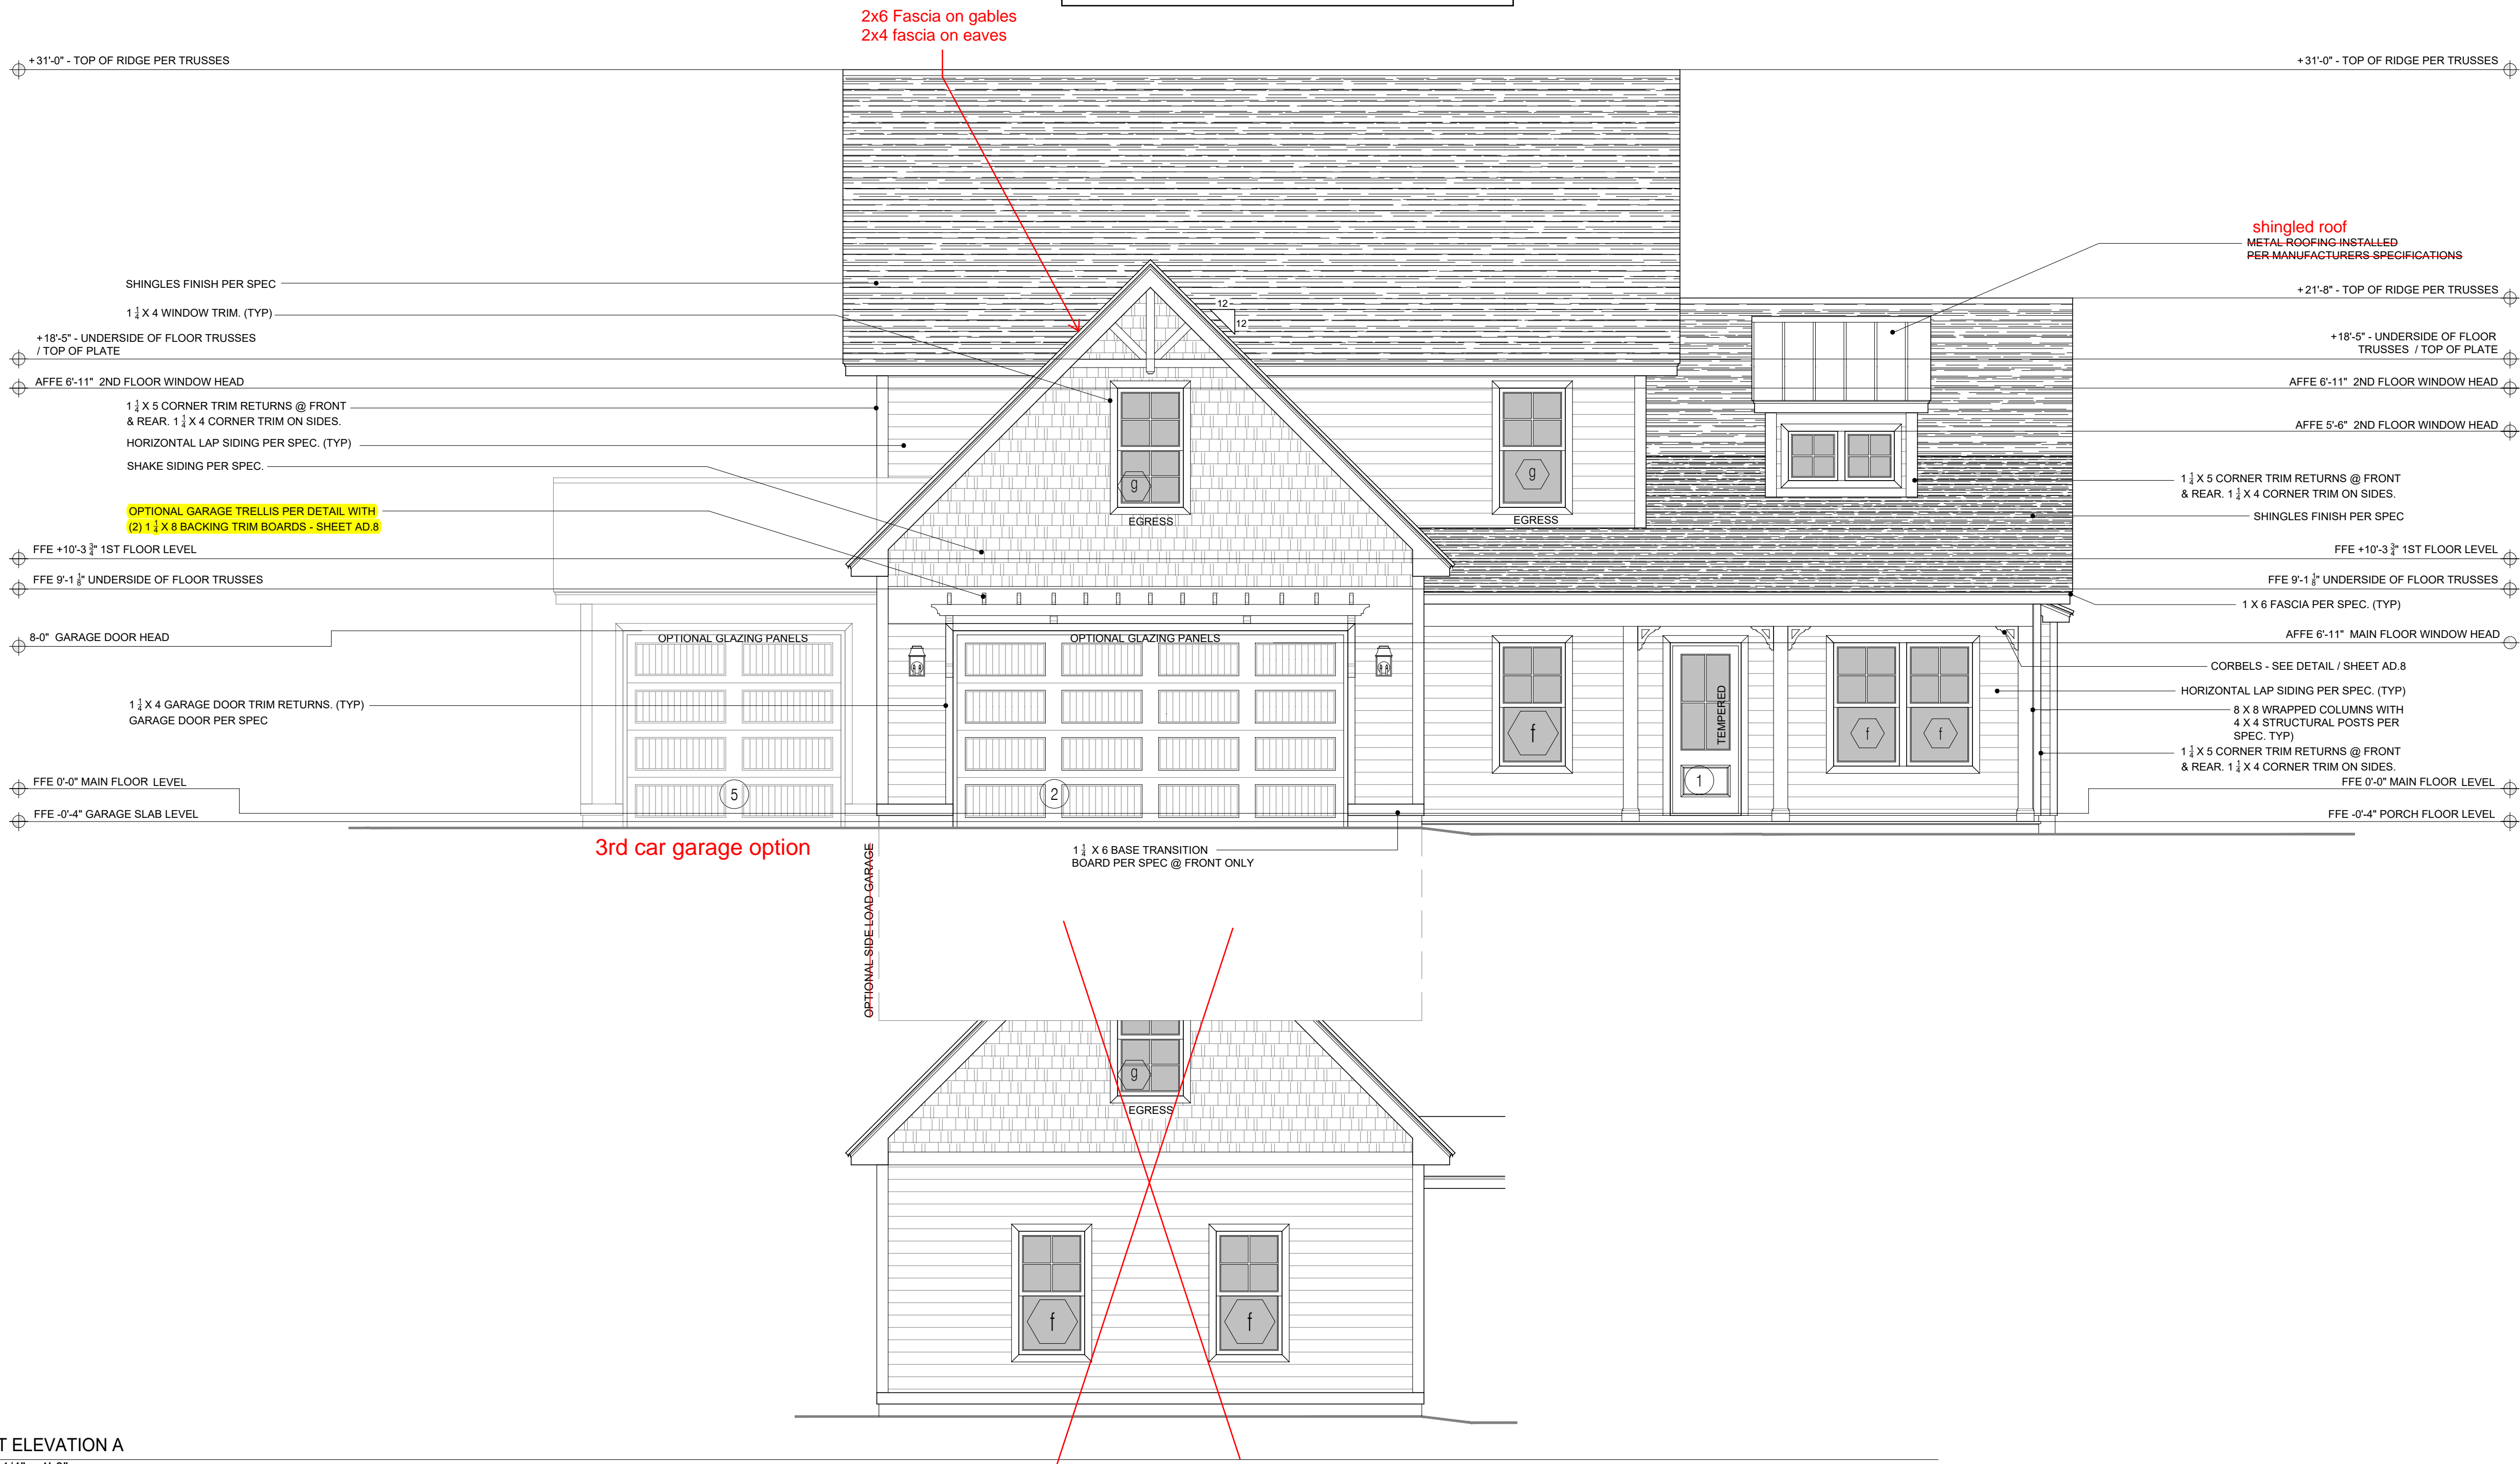 2x6 Fascia on gables
2x4 fascia on eaves
+31'-0" - TOP OF RIDGE PER TRUSSES
+31'-0" - TOP OF RIDGE PER TRUSSES
shingled roof
METAL ROOFING INSTALLED
PER MANUFACTURERS SPECIFICATIONS
SHINGLES FINISH PER SPEC
+21'-8" - TOP OF RIDGE PER TRUSSES
1 1/4 X 4 WINDOW TRIM. (TYP)
12
12
+18'-5" - UNDERSIDE OF FLOOR TRUSSES
/ TOP OF PLATE
+18'-5" - UNDERSIDE OF FLOOR
TRUSSES / TOP OF PLATE
AFFE 6'-11" 2ND FLOOR WINDOW HEAD
AFFE 6'-11" 2ND FLOOR WINDOW HEAD
1 1/4 X 5 CORNER TRIM RETURNS @ FRONT
& REAR. 1 1/4 X 4 CORNER TRIM ON SIDES.
AFFE 5'-6" 2ND FLOOR WINDOW HEAD
HORIZONTAL LAP SIDING PER SPEC. (TYP)
SHAKE SIDING PER SPEC.
g
g
1 1/4 X 5 CORNER TRIM RETURNS @ FRONT
& REAR. 1 1/4 X 4 CORNER TRIM ON SIDES.
OPTIONAL GARAGE TRELLIS PER DETAIL WITH
(2) 1 1/4 X 8 BACKING TRIM BOARDS - SHEET AD.8
EGRESS
EGRESS
SHINGLES FINISH PER SPEC
FFE +10'-3 3/4" 1ST FLOOR LEVEL
FFE +10'-3 3/4" 1ST FLOOR LEVEL
FFE 9'-1 1/8" UNDERSIDE OF FLOOR TRUSSES
FFE 9'-1 1/8" UNDERSIDE OF FLOOR TRUSSES
1 X 6 FASCIA PER SPEC. (TYP)
8-0" GARAGE DOOR HEAD
OPTIONAL GLAZING PANELS
OPTIONAL GLAZING PANELS
AFFE 6'-11" MAIN FLOOR WINDOW HEAD
CORBELS - SEE DETAIL / SHEET AD.8
HORIZONTAL LAP SIDING PER SPEC. (TYP)
1 1/4 X 4 GARAGE DOOR TRIM RETURNS. (TYP)
GARAGE DOOR PER SPEC
TEMPERED
f
f
f
8 X 8 WRAPPED COLUMNS WITH
4 X 4 STRUCTURAL POSTS PER
SPEC. TYP)
1 1/4 X 5 CORNER TRIM RETURNS @ FRONT
& REAR. 1 1/4 X 4 CORNER TRIM ON SIDES.
FFE 0'-0" MAIN FLOOR LEVEL
5
2
1
FFE 0'-0" MAIN FLOOR LEVEL
FFE -0'-4" GARAGE SLAB LEVEL
FFE -0'-4" PORCH FLOOR LEVEL
3rd car garage option
1 1/4 X 6 BASE TRANSITION
BOARD PER SPEC @ FRONT ONLY
OPTIONAL SIDE LOAD GARAGE
g
EGRESS
f
f
T ELEVATION A